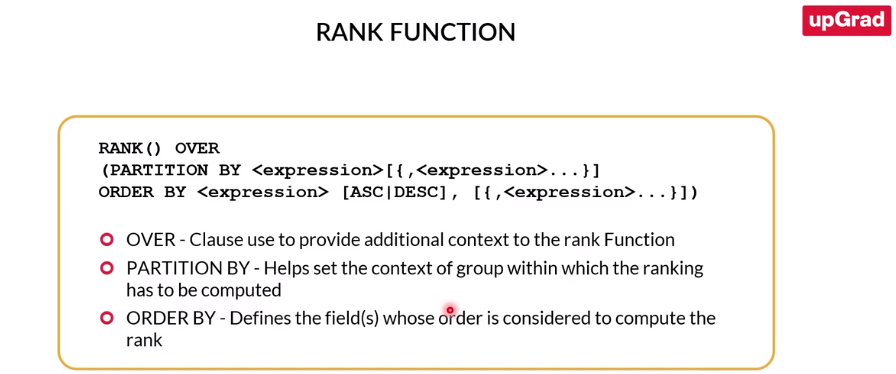 RANK FUNCTION
upGrad
RANK() OVER
(PARTITION BY <expression>[{,<expression>...}]
ORDER BY <expression> [ASC|DESC], [{,<expression>...}])
OVER - Clause use to provide additional context to the rank Function
PARTITION BY - Helps set the context of group within which the ranking
has to be computed
ORDER BY - Defines the field(s) whose order is considered to compute the
rank